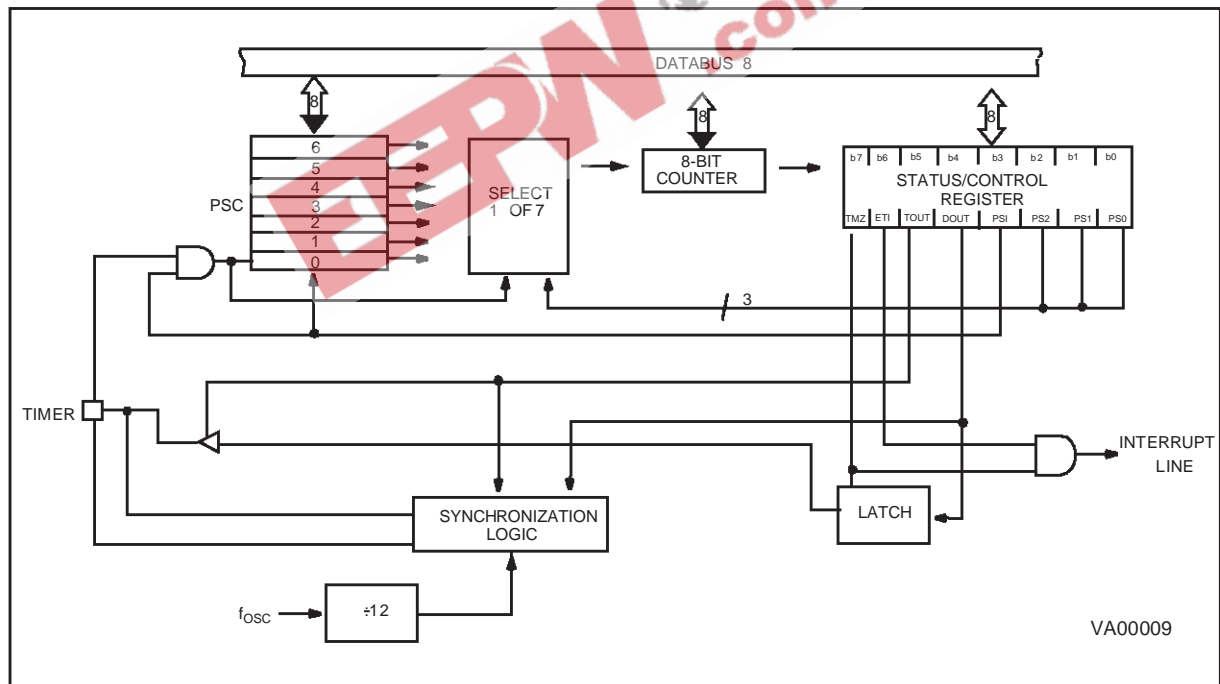 EEPW.com
DATABUS 8
8
8
8
6
5
4
3
2
1
0
PSC
SELECT
1 OF 7
8-BIT
COUNTER
b7 b6 b5 b4 b3 b2 b1 b0
STATUS/CONTROL
REGISTER
TMZ ETI TOUT DOUT PSI PS2 PS1 PS0
3
TIMER
INTERRUPT
LINE
SYNCHRONIZATION
LOGIC
LATCH
fOSC
÷12
VA00009